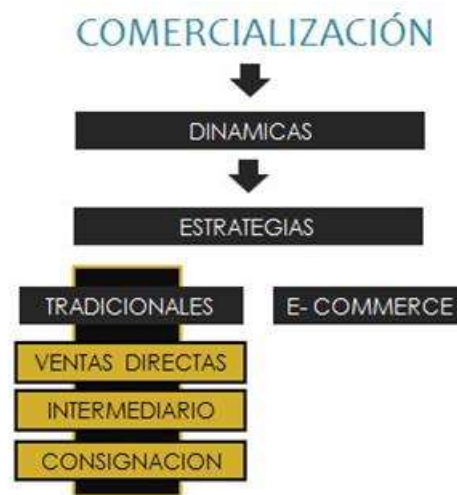 COMERCIALIZACIÓN
DINAMICAS
ESTRATEGIAS
TRADICIONALES
E- COMMERCE
VENTAS DIRECTAS
INTERMEDIARIO
CONSIGNACION